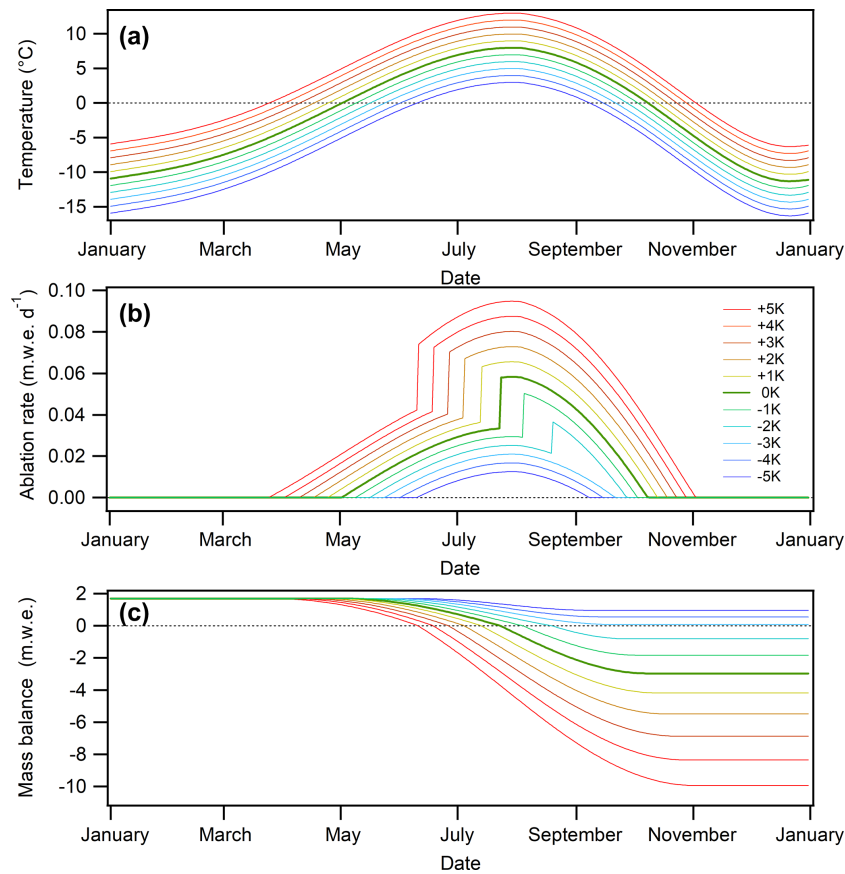 (a)
Temperature (°C)
10
5
0
-5
-10
-15
January March May July September November January
Date
(b)
Ablation rate (m.w.e. d-1)
0.10
0.08
0.06
0.04
0.02
0.00
+5K
+4K
+3K
+2K
+1K
0K
-1K
-2K
-3K
-4K
-5K
January March May July September November January
Date
(c)
Mass balance (m.w.e.)
2
0
-2
-4
-6
-8
-10
January March May July September November January
Date